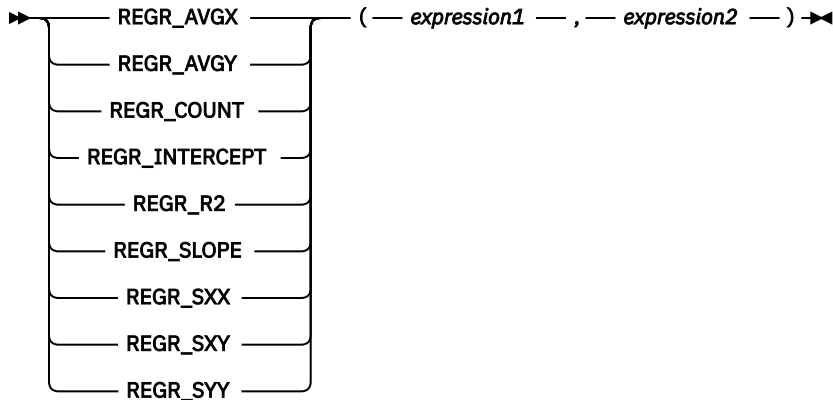 REGR_AVGX ( expression1 , expression2 )
REGR_AVGY
REGR_COUNT
REGR_INTERCEPT
REGR_R2
REGR_SLOPE
REGR_SXX
REGR_SXY
REGR_SYY